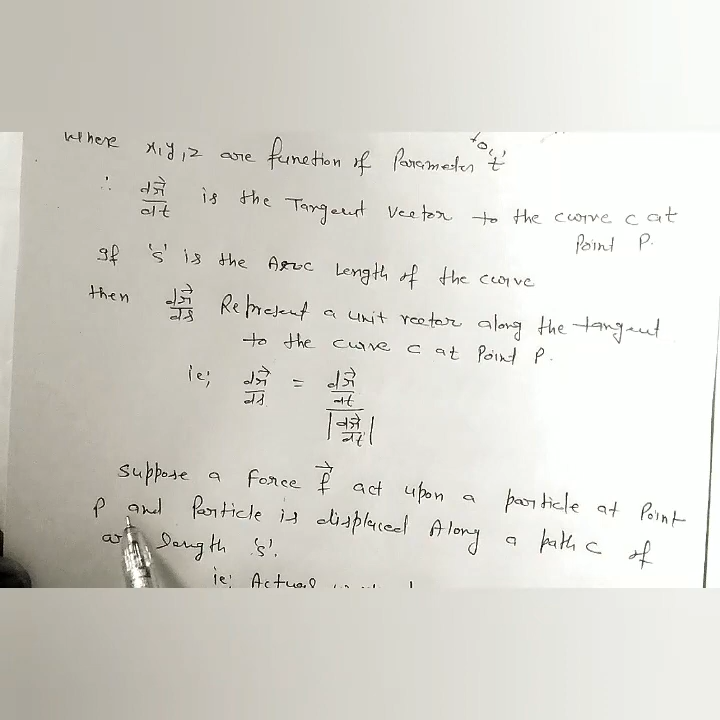 where x, y, z are function of Parameter 't'
∴ dr⃗/dt is the Tangent Vector to the curve c at
Point P.
If 's' is the Arc Length of the curve
then dr⃗/ds Represent a unit vector along the tangent
to the curve c at Point P.
ie; dr⃗/ds = (dr⃗/dt)/|dr⃗/dt|
Suppose a Force f⃗ act upon a particle at Point
P and Particle is displaced Along a path C of
length 's'.
ie; Actual